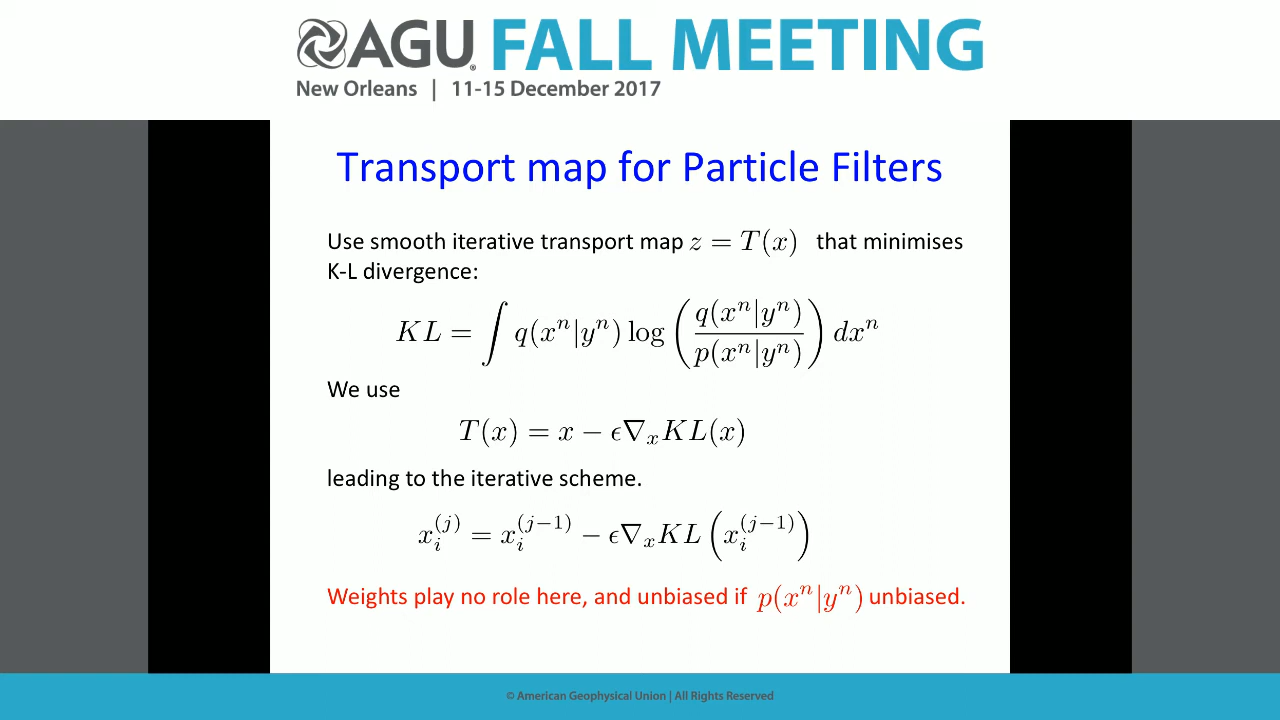 AGU FALL MEETING
New Orleans | 11-15 December 2017
Transport map for Particle Filters
Use smooth iterative transport map z = T(x) that minimises
K-L divergence:
KL = ∫ q(xⁿ|yⁿ) log ( q(xⁿ|yⁿ) / p(xⁿ|yⁿ) ) dxⁿ
We use
T(x) = x − ϵ∇ₓKL(x)
leading to the iterative scheme.
xᵢ⁽ʲ⁾ = xᵢ⁽ʲ⁻¹⁾ − ϵ∇ₓKL (xᵢ⁽ʲ⁻¹⁾)
Weights play no role here, and unbiased if p(xⁿ|yⁿ) unbiased.
© American Geophysical Union | All Rights Reserved